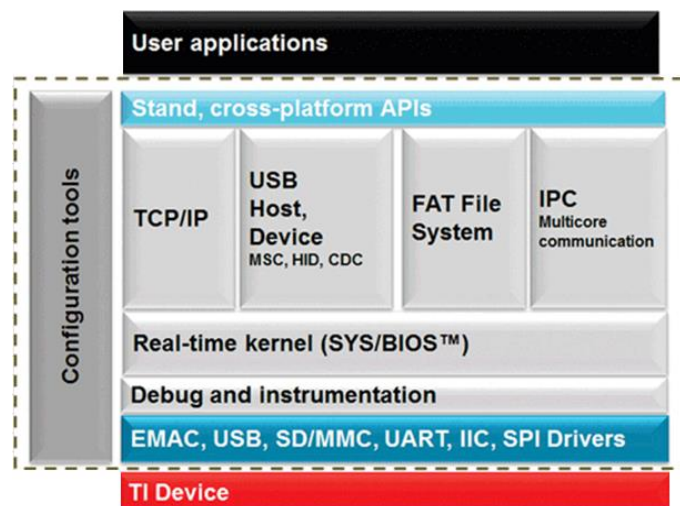 User applications
Configuration tools
Stand, cross-platform APIs
TCP/IP
USB
Host,
Device
MSC, HID, CDC
FAT File
System
IPC
Multicore
communication
Real-time kernel (SYS/BIOS™)
Debug and instrumentation
EMAC, USB, SD/MMC, UART, IIC, SPI Drivers
TI Device